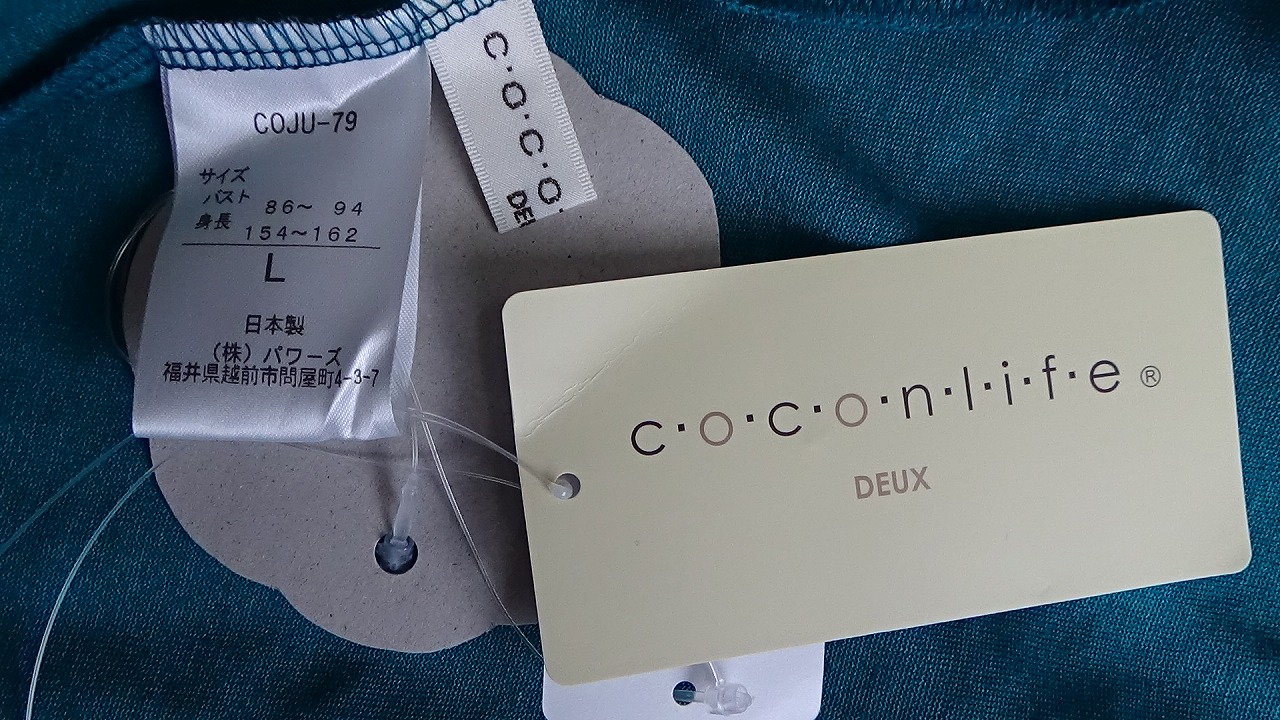 COJU-79
サイズ
バスト 86～ 94
身長 154～162
L
日本製
(株) パワーズ
福井県越前市問屋町4-3-7
C・O・C・O・
DE
c・o・c・o・n・l・i・f・e ®
DEUX